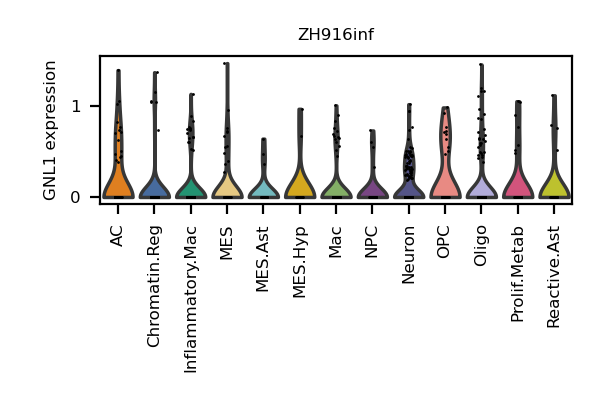 ZH916inf
GNL1 expression
1
0
AC
Chromatin.Reg
Inflammatory.Mac
MES
MES.Ast
MES.Hyp
Mac
NPC
Neuron
OPC
Oligo
Prolif.Metab
Reactive.Ast